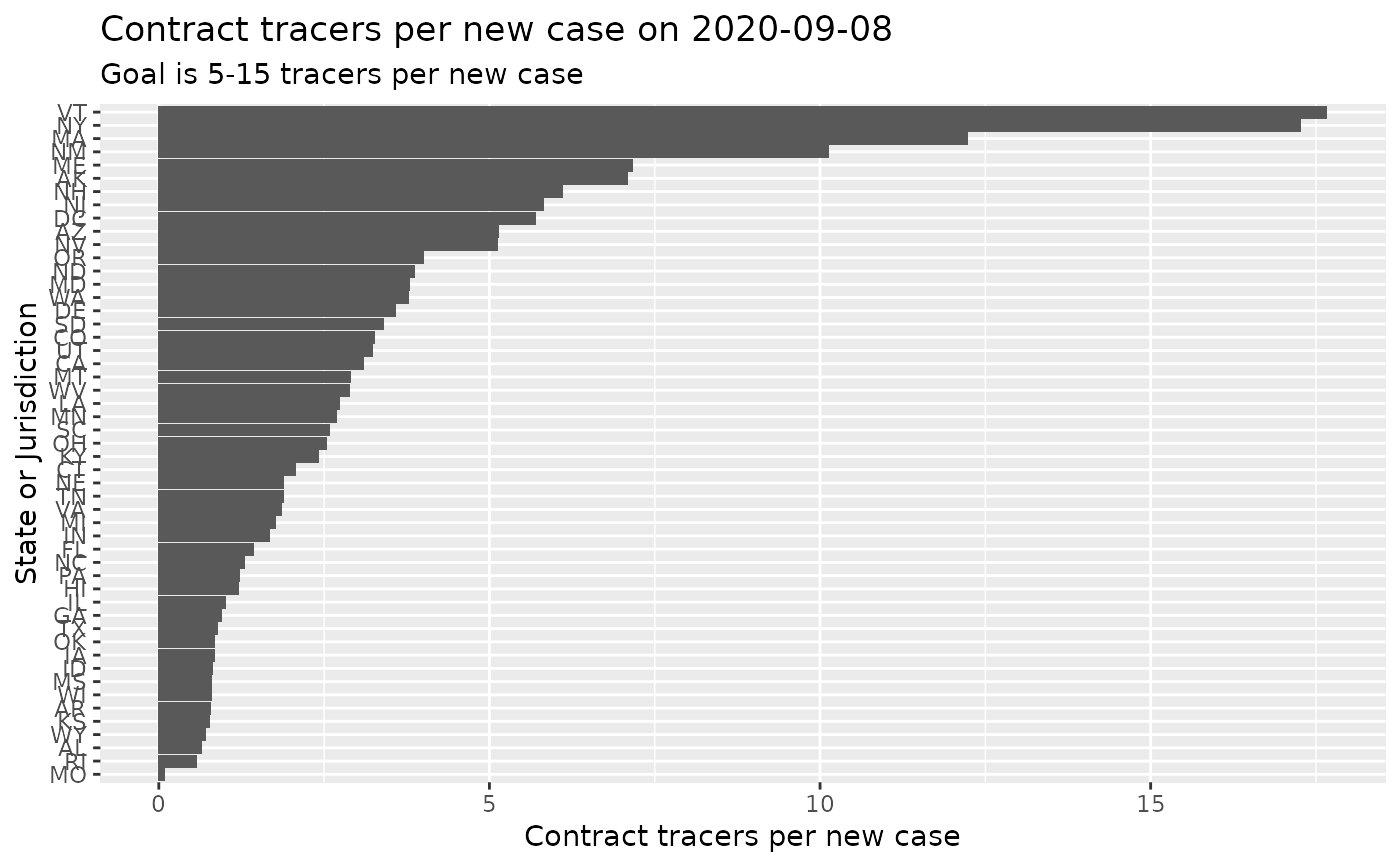 Contract tracers per new case on 2020-09-08
Goal is 5-15 tracers per new case
State or Jurisdiction
VT
NY
MA
NM
ME
AK
NH
NJ
DC
AZ
NV
OR
ND
MD
WA
DE
SD
CO
UT
CA
MT
WV
LA
MN
SC
OH
KY
CT
NE
TN
VA
MI
IN
FL
NC
PA
HI
IL
GA
TX
OK
IA
ID
MS
WI
AR
KS
WY
AL
RI
MO
0 5 10 15
Contract tracers per new case